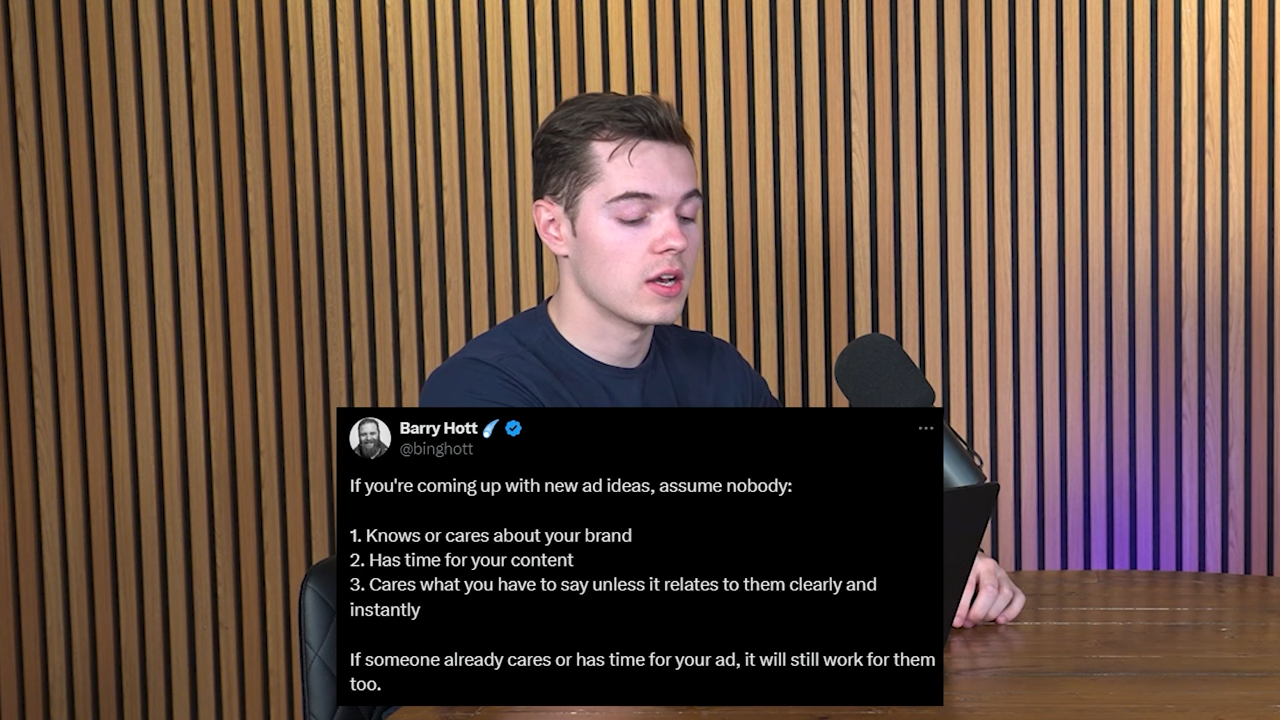 Barry Hott
@binghott
If you're coming up with new ad ideas, assume nobody:
1. Knows or cares about your brand
2. Has time for your content
3. Cares what you have to say unless it relates to them clearly and
instantly
If someone already cares or has time for your ad, it will still work for them
too.